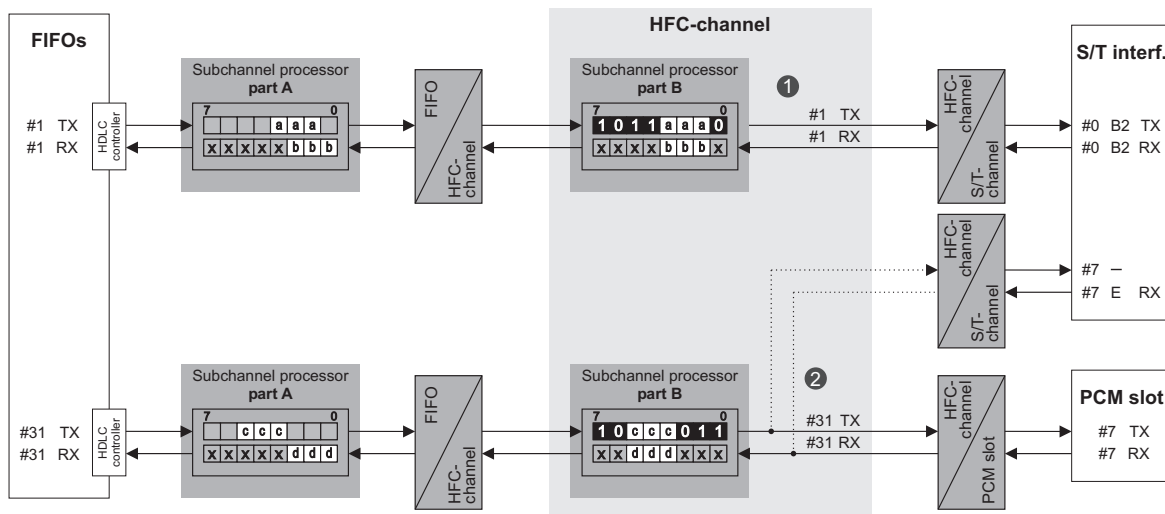 HFC-channel
FIFOs
S/T interf.
Subchannel processor
part A
7 0
a a a
x x x x x b b b
#1 TX
#1 RX
HDLC
controller
FIFO
HFC-
channel
Subchannel processor
part B
7 0
1 0 1 1 a a a 0
x x x x b b b x
1
#1 TX
#1 RX
HFC-
channel
S/T-
channel
#0 B2 TX
#0 B2 RX
HFC-
channel
S/T-
channel
#7 –
#7 E RX
Subchannel processor
part A
7 0
c c c
x x x x x d d d
#31 TX
#31 RX
HDLC
controller
FIFO
HFC-
channel
Subchannel processor
part B
7 0
1 0 c c c 0 1 1
x x d d d x x x
2
#31 TX
#31 RX
HFC-
channel
PCM slot
PCM slot
#7 TX
#7 RX